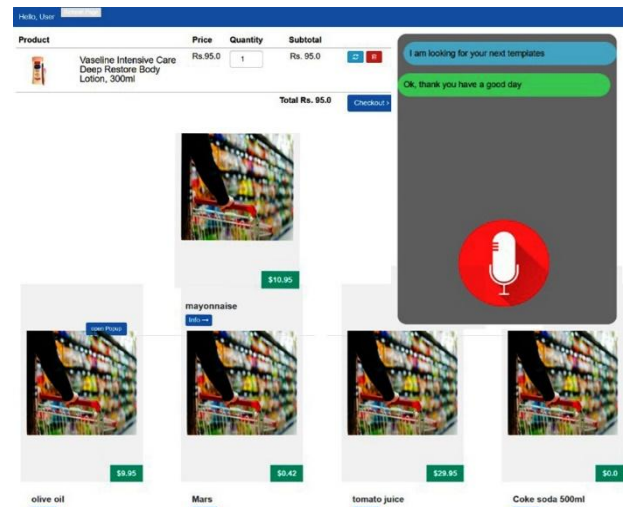 Hello, User
Product Price Quantity Subtotal
Vaseline Intensive Care
Deep Restore Body
Lotion, 300ml
Rs.95.0 1 Rs. 95.0
Total Rs. 95.0
Checkout >
I am looking for your next templates
Ok, thank you have a good day
$10.95
mayonnaise
Info →
open Popup
$9.95
$0.42
$29.95
$0.0
olive oil
Mars
tomato juice
Coke soda 500ml